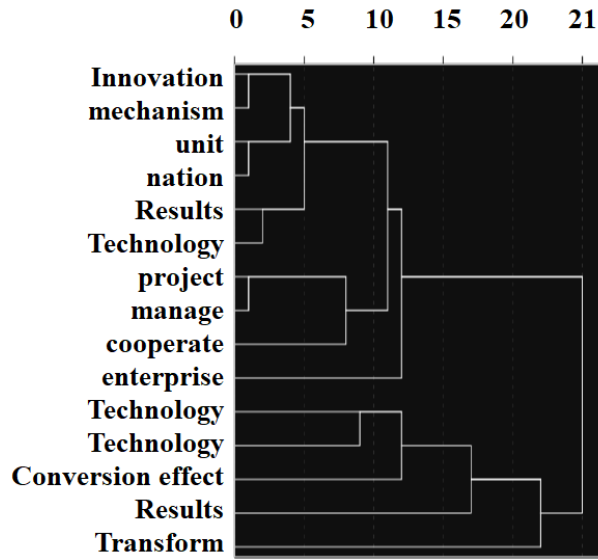 0 5 10 15 20 21
Innovation
mechanism
unit
nation
Results
Technology
project
manage
cooperate
enterprise
Technology
Technology
Conversion effect
Results
Transform